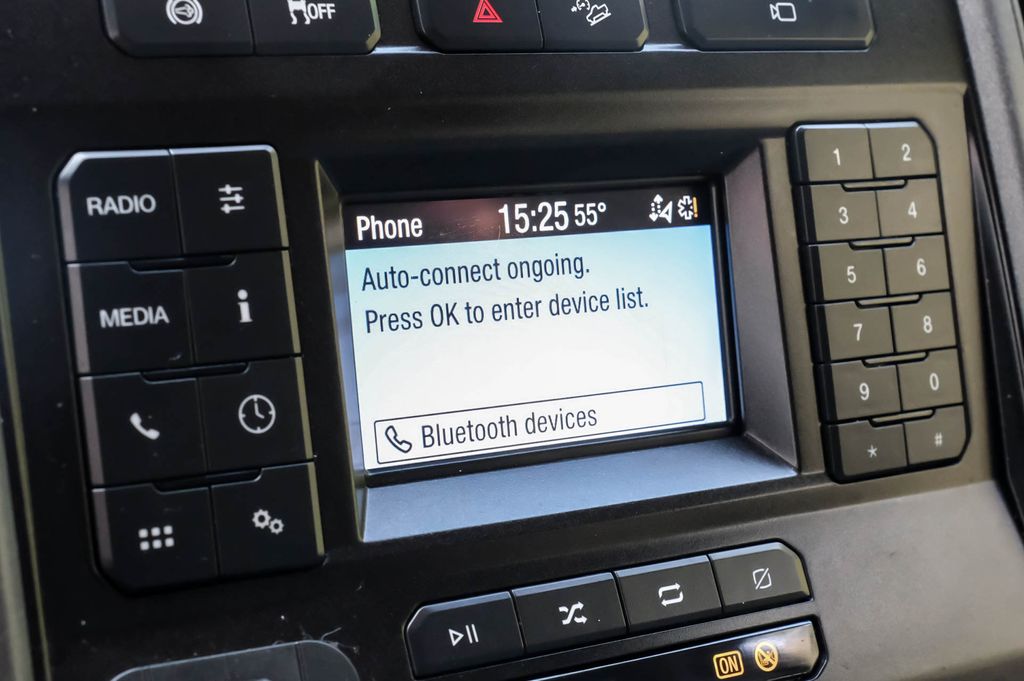 OFF
RADIO
MEDIA
Phone 15:25 55°
Auto-connect ongoing.
Press OK to enter device list.
Bluetooth devices
1 2
3 4
5 6
7 8
9 0
* #
ON